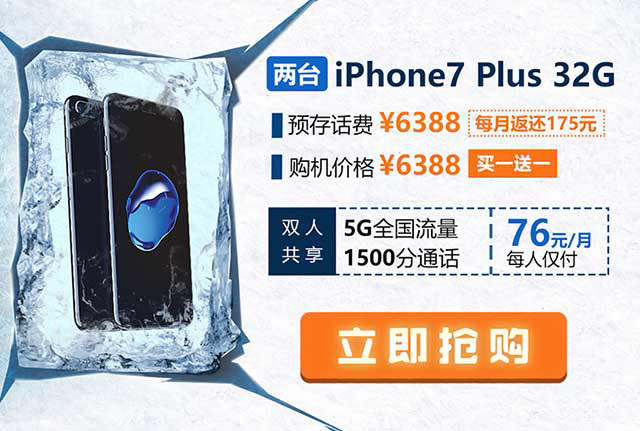 两台 iPhone7 Plus 32G
预存话费 ¥6388 每月返还175元
购机价格 ¥6388 买一送一
双人共享 5G全国流量 1500分通话 76元/月 每人仅付
立即抢购